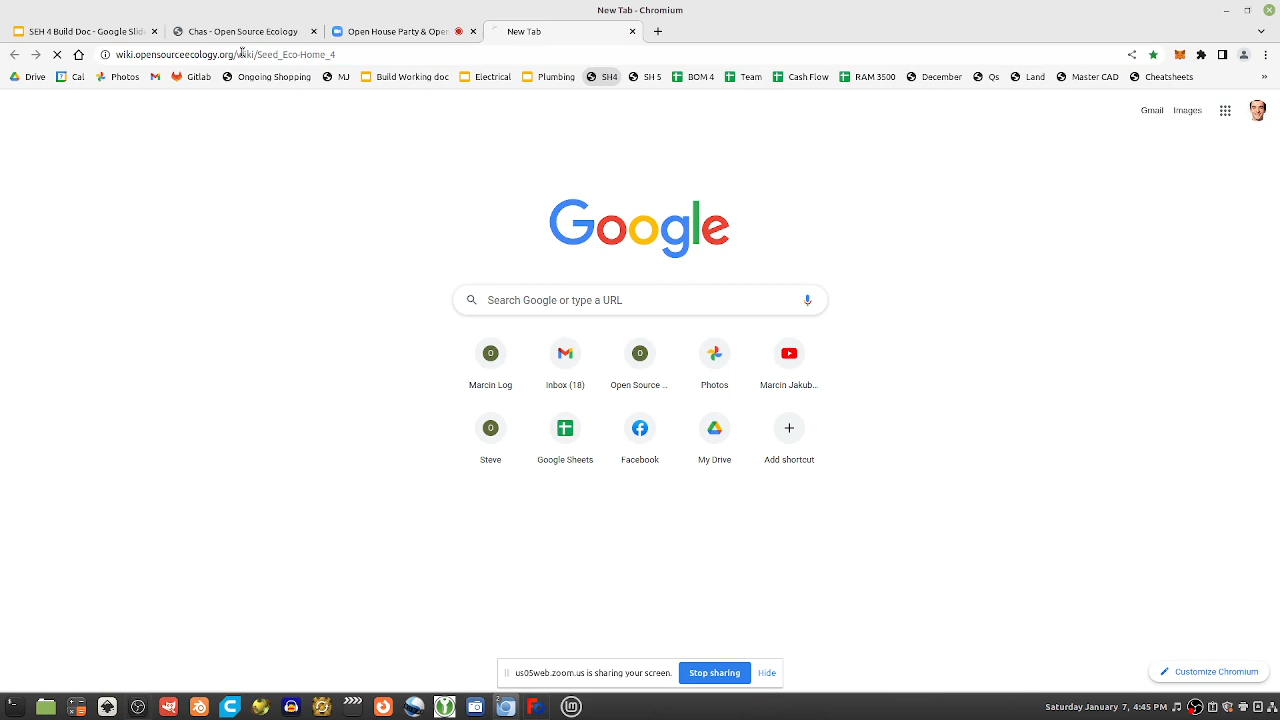 New Tab - Chromium
SEH 4 Build Doc - Google Slid
Chas - Open Source Ecology
Open House Party & Open
New Tab
wiki.opensourceecology.org/wiki/Seed_Eco-Home_4
Drive
Cal
Photos
Gitlab
Ongoing Shopping
MJ
Build Working doc
Electrical
Plumbing
SH4
SH 5
BOM 4
Team
Cash Flow
RAM 3500
December
Qs
Land
Master CAD
Cheatsheets
»
Gmail
Images
Google
Search Google or type a URL
O
O
Marcin Log
Inbox (18)
Open Source ...
Photos
Marcin Jakub...
O
Steve
Google Sheets
Facebook
My Drive
Add shortcut
us05web.zoom.us is sharing your screen.
Stop sharing
Hide
Customize Chromium
Saturday January 7, 4:45 PM